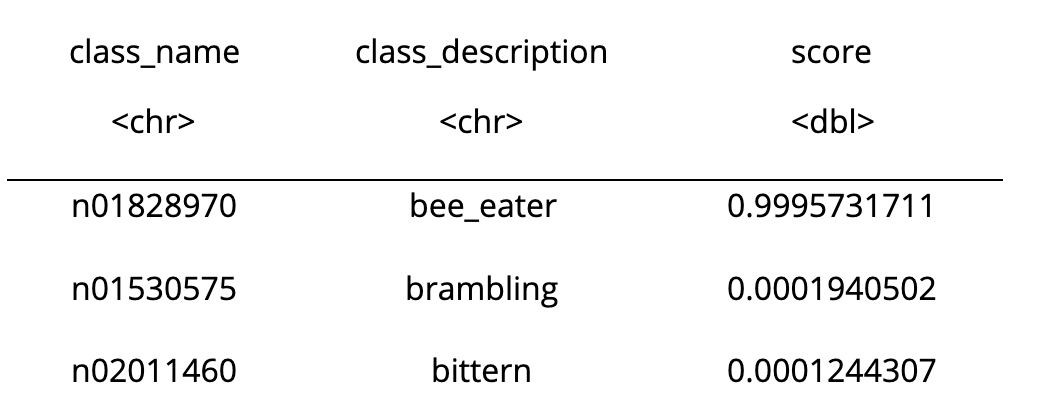 class_name class_description score
<chr> <chr> <dbl>
n01828970 bee_eater 0.9995731711
n01530575 brambling 0.0001940502
n02011460 bittern 0.0001244307